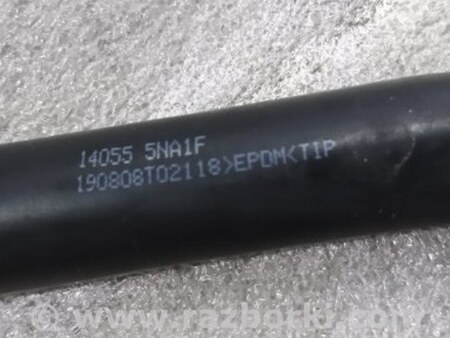 14055 5NA1F
190808T02118>EPDM<TIP
© www.razborki.com